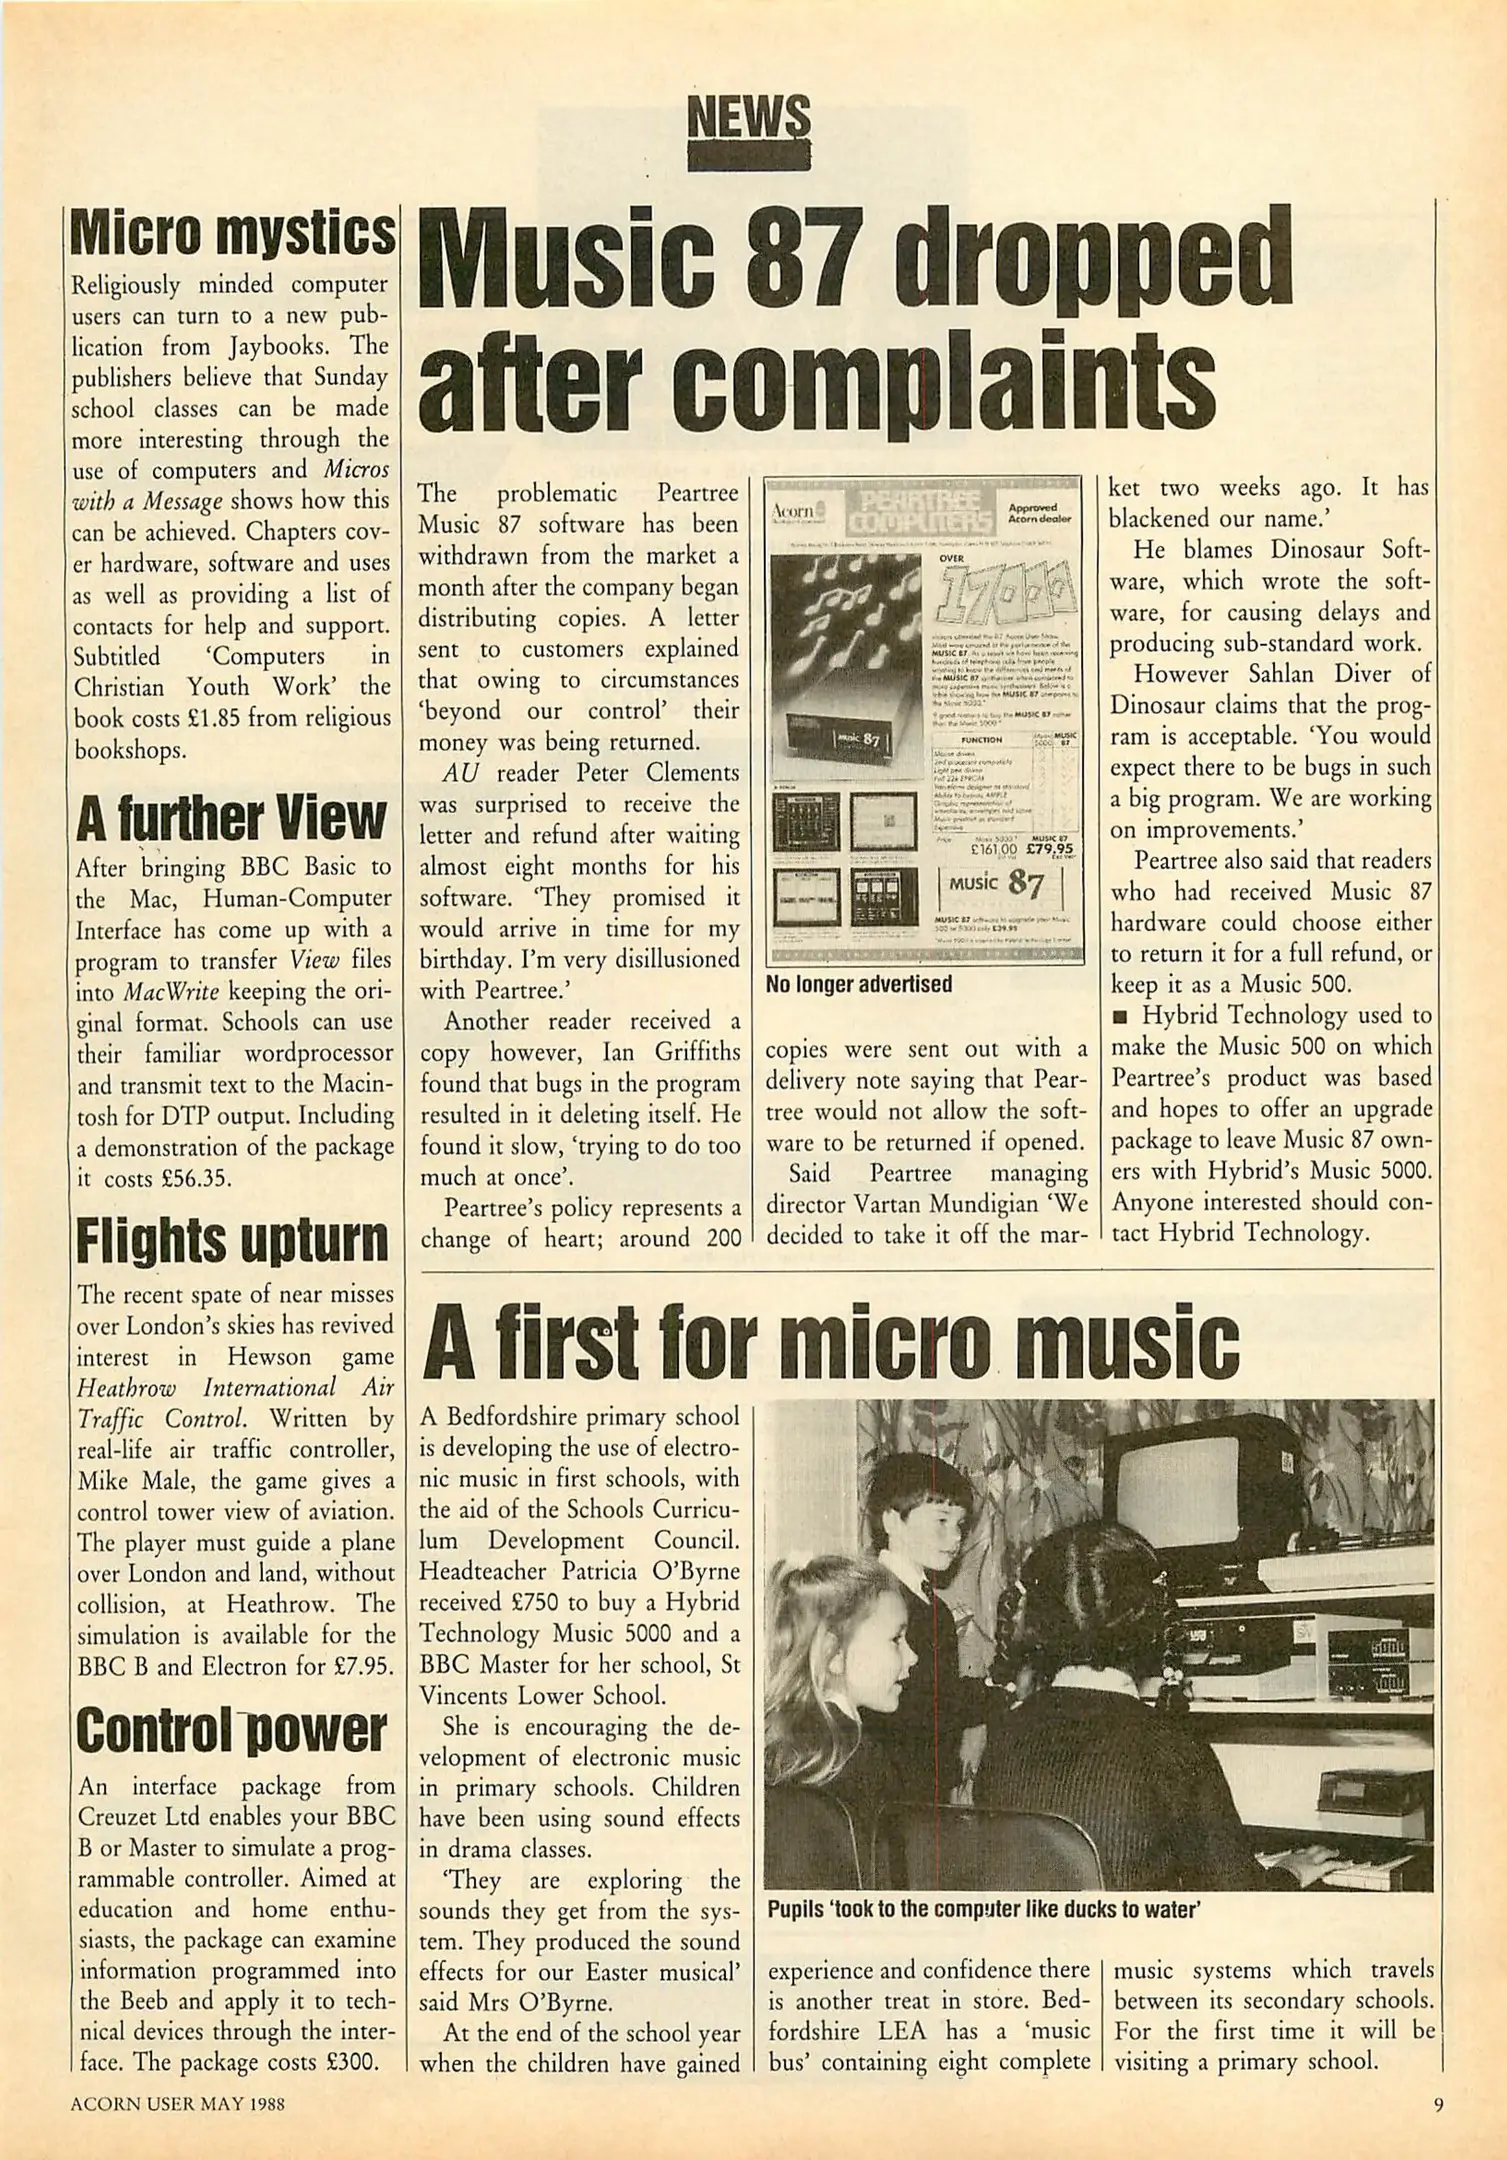 NEWS
Micro mystics
Religiously minded computer
users can turn to a new pub-
lication from Jaybooks. The
publishers believe that Sunday
school classes can be made
more interesting through the
use of computers and Micros
with a Message shows how this
can be achieved. Chapters cov-
er hardware, software and uses
as well as providing a list of
contacts for help and support.
Subtitled 'Computers in
Christian Youth Work' the
book costs £1.85 from religious
bookshops.
A further View
After bringing BBC Basic to
the Mac, Human-Computer
Interface has come up with a
program to transfer View files
into MacWrite keeping the ori-
ginal format. Schools can use
their familiar wordprocessor
and transmit text to the Macin-
tosh for DTP output. Including
a demonstration of the package
it costs £56.35.
Flights upturn
The recent spate of near misses
over London's skies has revived
interest in Hewson game
Heathrow International Air
Traffic Control. Written by
real-life air traffic controller,
Mike Male, the game gives a
control tower view of aviation.
The player must guide a plane
over London and land, without
collision, at Heathrow. The
simulation is available for the
BBC B and Electron for £7.95.
Control power
An interface package from
Creuzet Ltd enables your BBC
B or Master to simulate a prog-
rammable controller. Aimed at
education and home enthu-
siasts, the package can examine
information programmed into
the Beeb and apply it to tech-
nical devices through the inter-
face. The package costs £300.
Music 87 dropped
after complaints
The problematic Peartree
Music 87 software has been
withdrawn from the market a
month after the company began
distributing copies. A letter
sent to customers explained
that owing to circumstances
'beyond our control' their
money was being returned.
AU reader Peter Clements
was surprised to receive the
letter and refund after waiting
almost eight months for his
software. 'They promised it
would arrive in time for my
birthday. I'm very disillusioned
with Peartree.'
Another reader received a
copy however, Ian Griffiths
found that bugs in the program
resulted in it deleting itself. He
found it slow, 'trying to do too
much at once'.
Peartree's policy represents a
change of heart; around 200
Acorn
PEARTREE
COMPUTERS
Approved
Acorn dealer
OVER
17000
music 87
FUNCTION
MUSIC
87
MUSIC 87
£161.00 £79.95
MUSIC 87
No longer advertised
copies were sent out with a
delivery note saying that Pear-
tree would not allow the soft-
ware to be returned if opened.
Said Peartree managing
director Vartan Mundigian 'We
decided to take it off the mar-
ket two weeks ago. It has
blackened our name.'
He blames Dinosaur Soft-
ware, which wrote the soft-
ware, for causing delays and
producing sub-standard work.
However Sahlan Diver of
Dinosaur claims that the prog-
ram is acceptable. 'You would
expect there to be bugs in such
a big program. We are working
on improvements.'
Peartree also said that readers
who had received Music 87
hardware could choose either
to return it for a full refund, or
keep it as a Music 500.
■ Hybrid Technology used to
make the Music 500 on which
Peartree's product was based
and hopes to offer an upgrade
package to leave Music 87 own-
ers with Hybrid's Music 5000.
Anyone interested should con-
tact Hybrid Technology.
A first for micro music
A Bedfordshire primary school
is developing the use of electro-
nic music in first schools, with
the aid of the Schools Curricu-
lum Development Council.
Headteacher Patricia O'Byrne
received £750 to buy a Hybrid
Technology Music 5000 and a
BBC Master for her school, St
Vincents Lower School.
She is encouraging the de-
velopment of electronic music
in primary schools. Children
have been using sound effects
in drama classes.
'They are exploring the
sounds they get from the sys-
tem. They produced the sound
effects for our Easter musical'
said Mrs O'Byrne.
At the end of the school year
when the children have gained
5000
5000
Pupils 'took to the computer like ducks to water'
experience and confidence there
is another treat in store. Bed-
fordshire LEA has a 'music
bus' containing eight complete
music systems which travels
between its secondary schools.
For the first time it will be
visiting a primary school.
ACORN USER MAY 1988
9